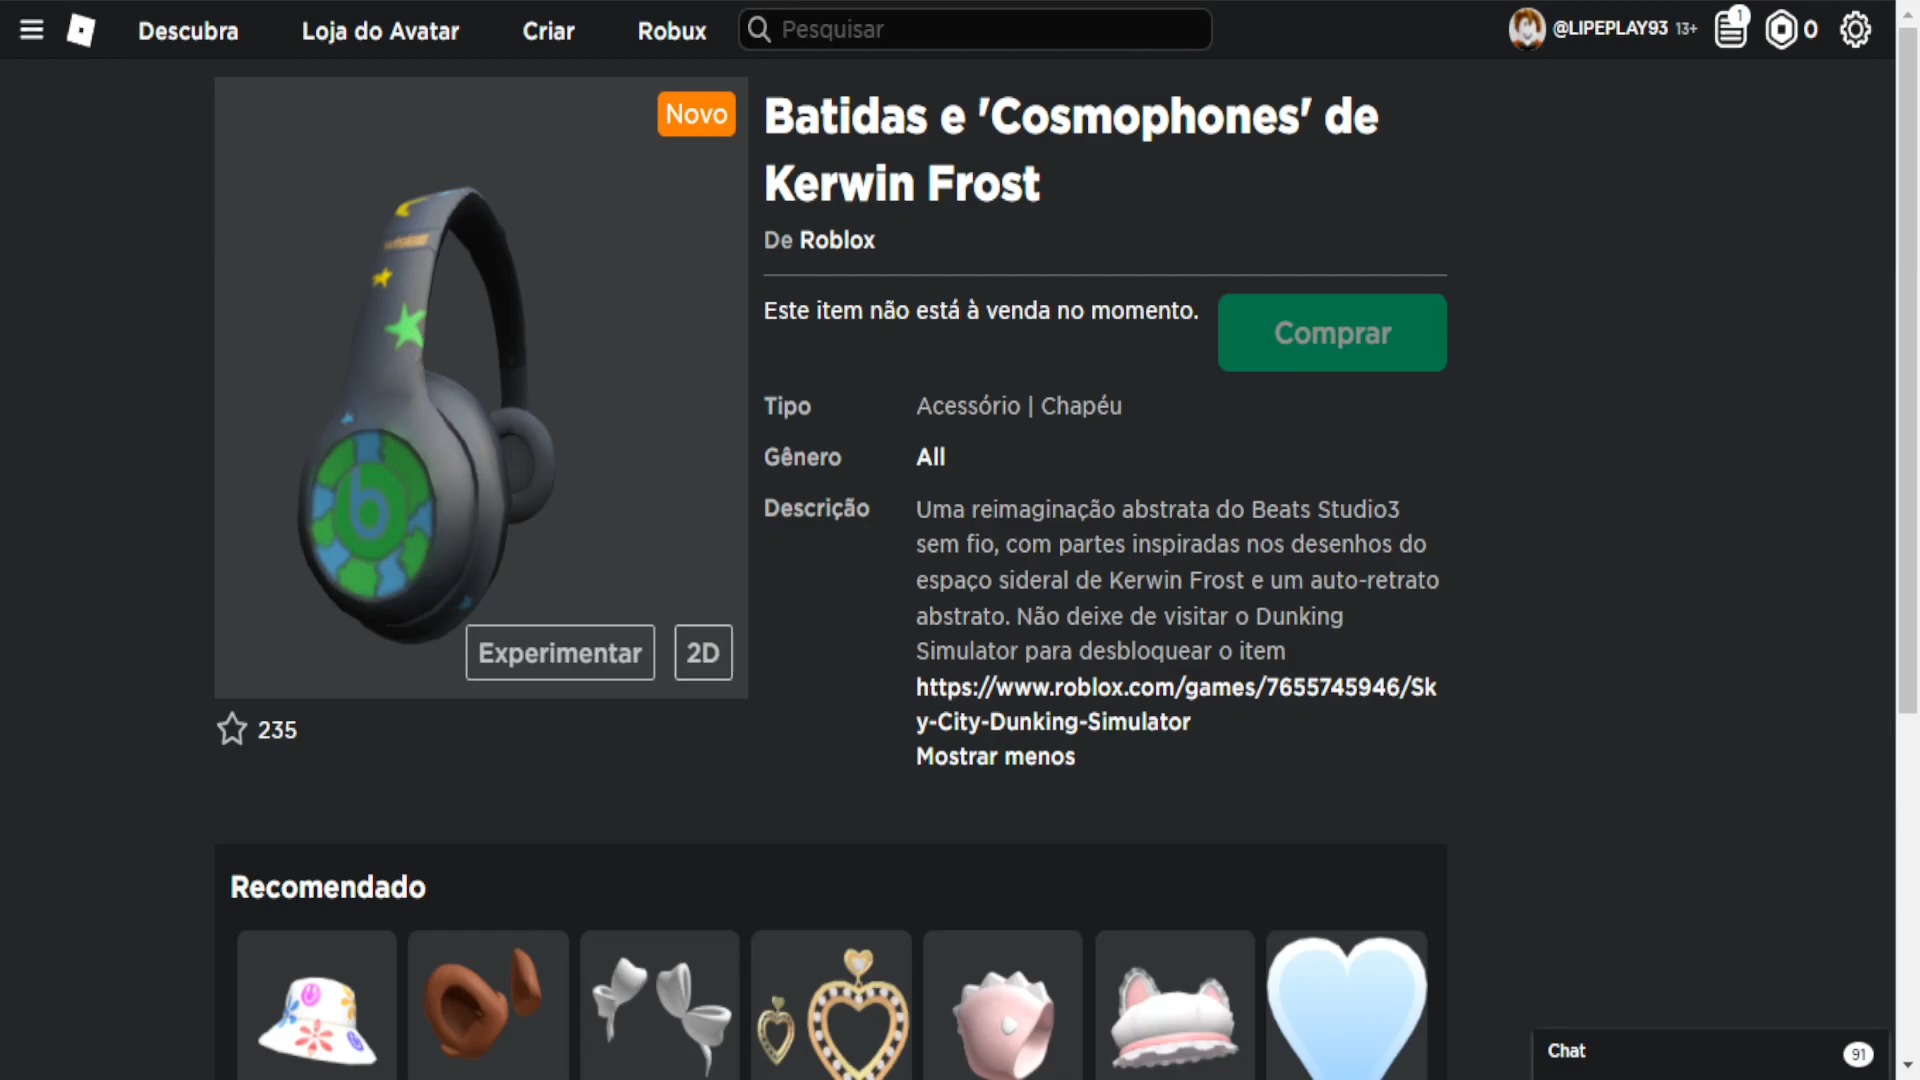 Descubra
Loja do Avatar
Criar
Robux
Pesquisar
@LIPEPLAY93 13+
1
0
Novo
Batidas e 'Cosmophones' de
Kerwin Frost
De Roblox
Este item não está à venda no momento.
Comprar
Tipo
Acessório | Chapéu
Gênero
All
Descrição
Uma reimaginação abstrata do Beats Studio3
sem fio, com partes inspiradas nos desenhos do
espaço sideral de Kerwin Frost e um auto-retrato
abstrato. Não deixe de visitar o Dunking
Simulator para desbloquear o item
https://www.roblox.com/games/7655745946/Sk
y-City-Dunking-Simulator
Mostrar menos
b
Experimentar
2D
235
Recomendado
Chat
91